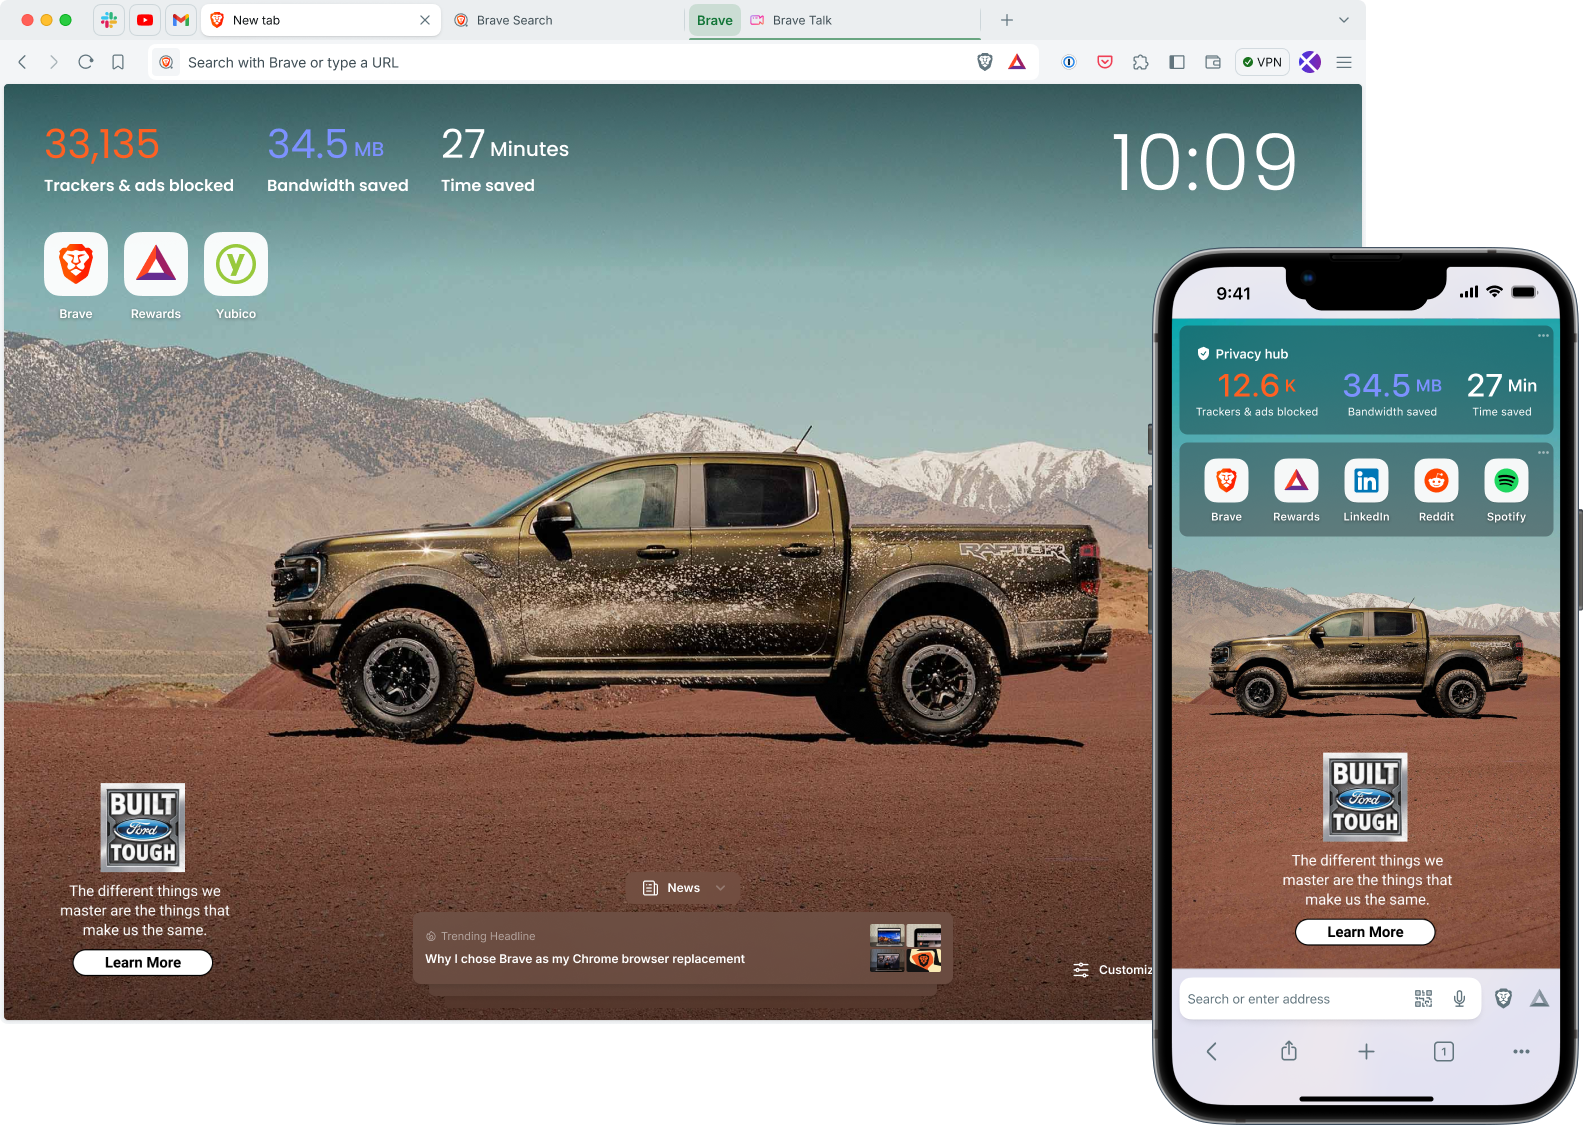 New tab
Brave Search
Brave
Brave Talk
Search with Brave or type a URL
VPN
33,135
Trackers & ads blocked
34.5 MB
Bandwidth saved
27 Minutes
Time saved
10:09
Brave
Rewards
Yubico
RAPTOR
BUILT
Ford
TOUGH
The different things we
master are the things that
make us the same.
Learn More
News
Trending Headline
Why I chose Brave as my Chrome browser replacement
Customiz
9:41
Privacy hub
12.6 K
Trackers & ads blocked
34.5 MB
Bandwidth saved
27 Min
Time saved
Brave
Rewards
LinkedIn
Reddit
Spotify
RAPTOR
BUILT
Ford
TOUGH
The different things we
master are the things that
make us the same.
Learn More
Search or enter address
1